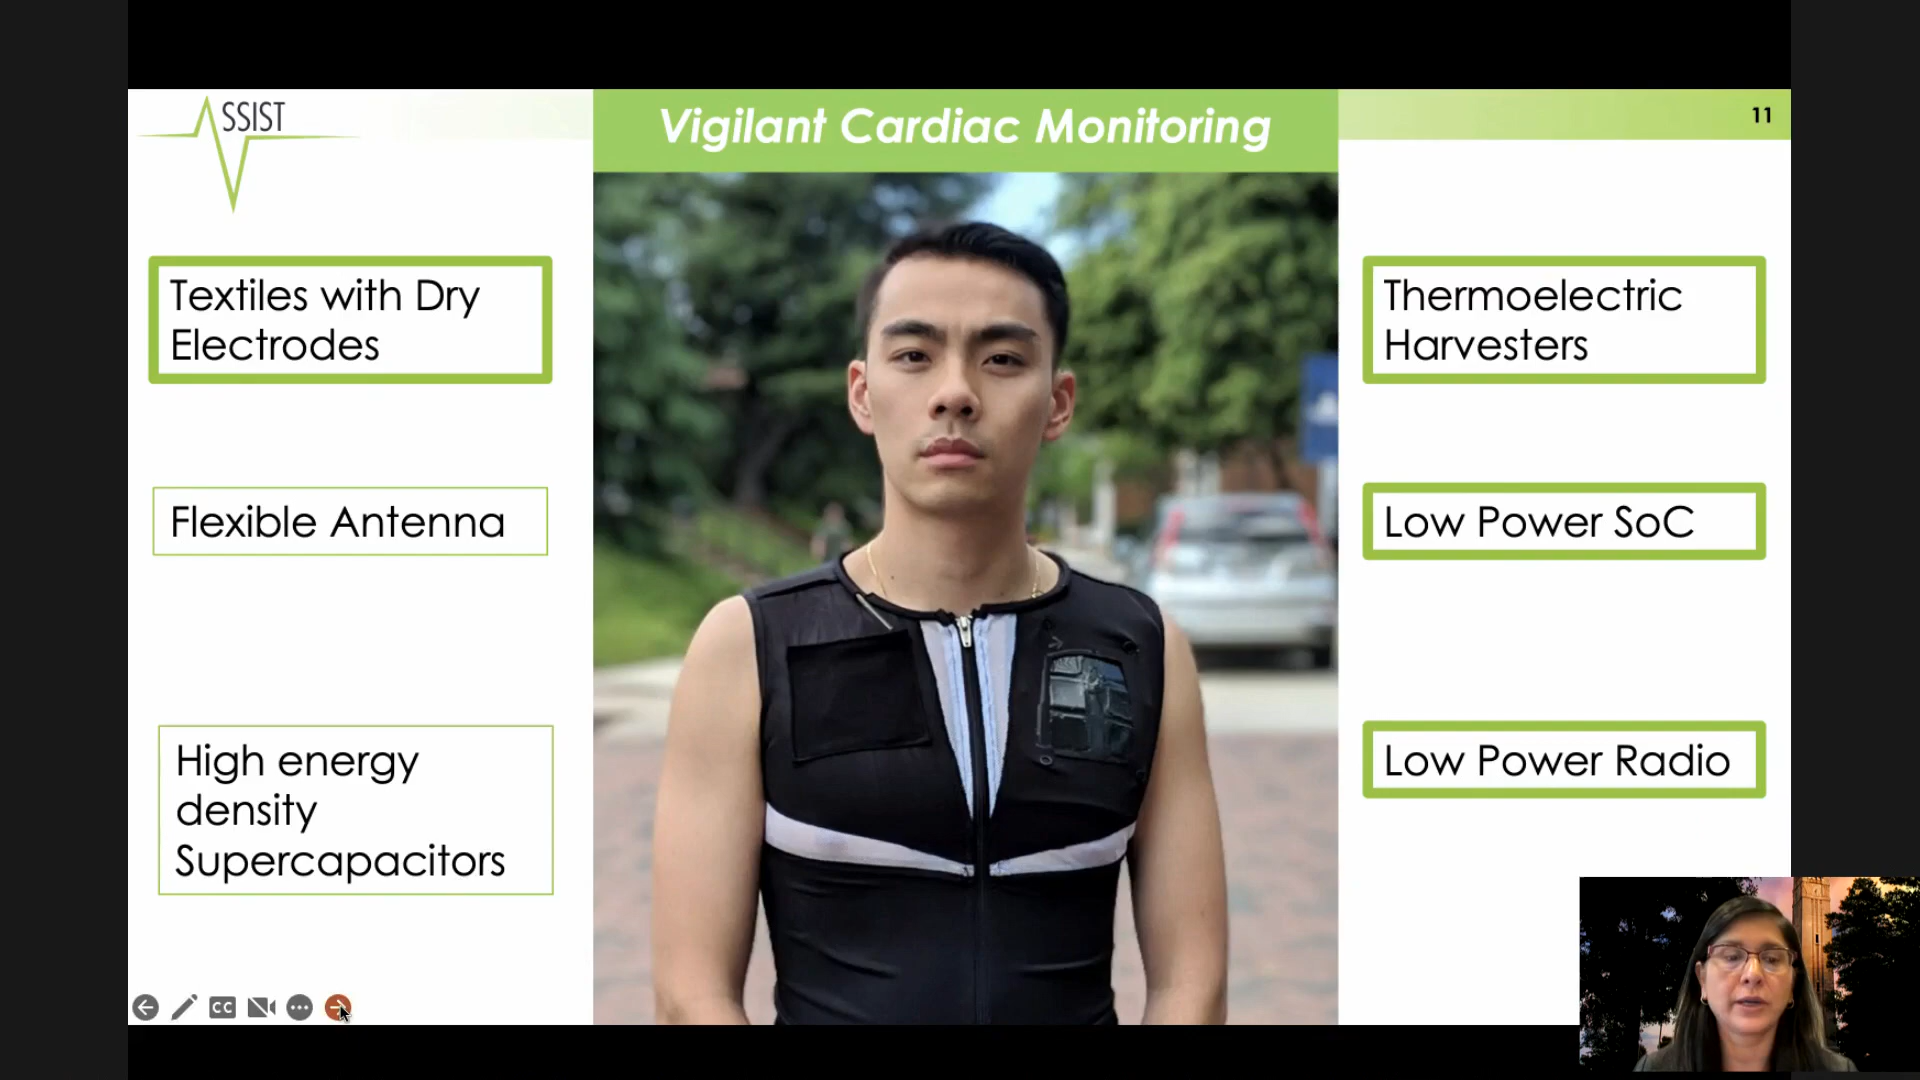 SSIST
Vigilant Cardiac Monitoring
11
Textiles with Dry
Electrodes
Flexible Antenna
High energy
density
Supercapacitors
Thermoelectric
Harvesters
Low Power SoC
Low Power Radio
CC